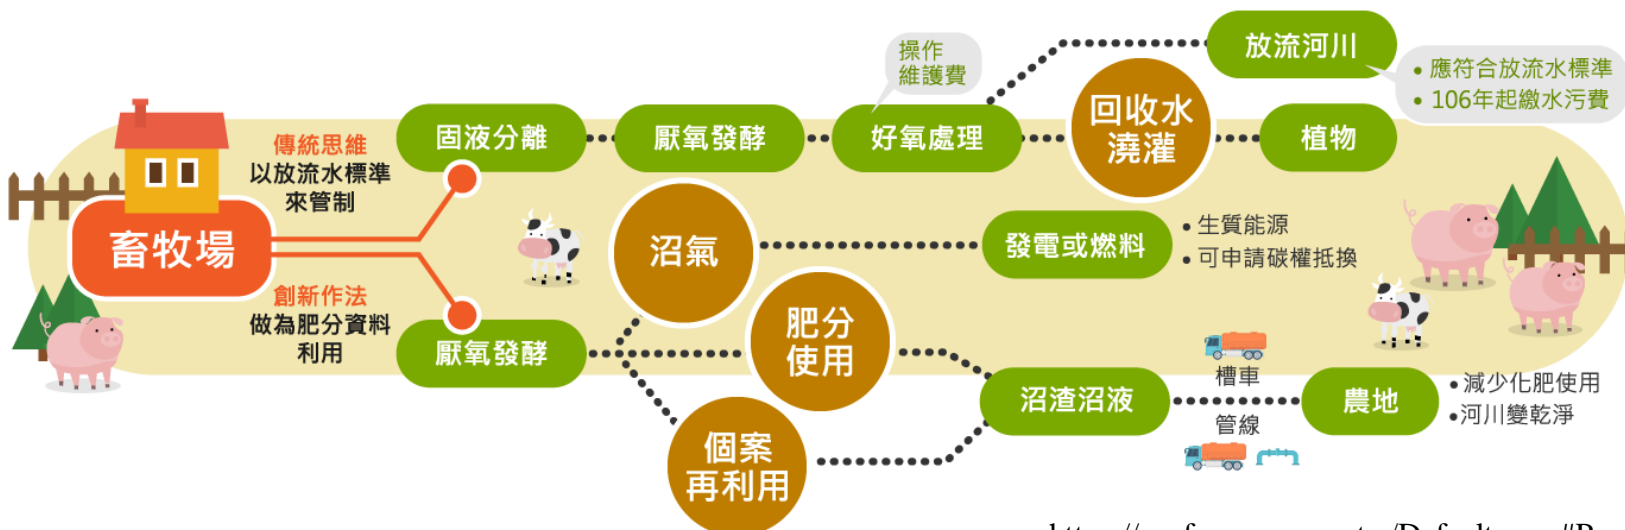 操作
維護費
放流河川
• 應符合放流水標準
• 106年起繳水污費
傳統思維
以放流水標準
來管制
固液分離
厭氧發酵
好氧處理
回收水
澆灌
植物
畜牧場
沼氣
發電或燃料
• 生質能源
• 可申請碳權抵換
創新作法
做為肥分資料
利用
厭氧發酵
肥分
使用
個案
再利用
沼渣沼液
槽車
管線
農地
• 減少化肥使用
• 河川變乾淨